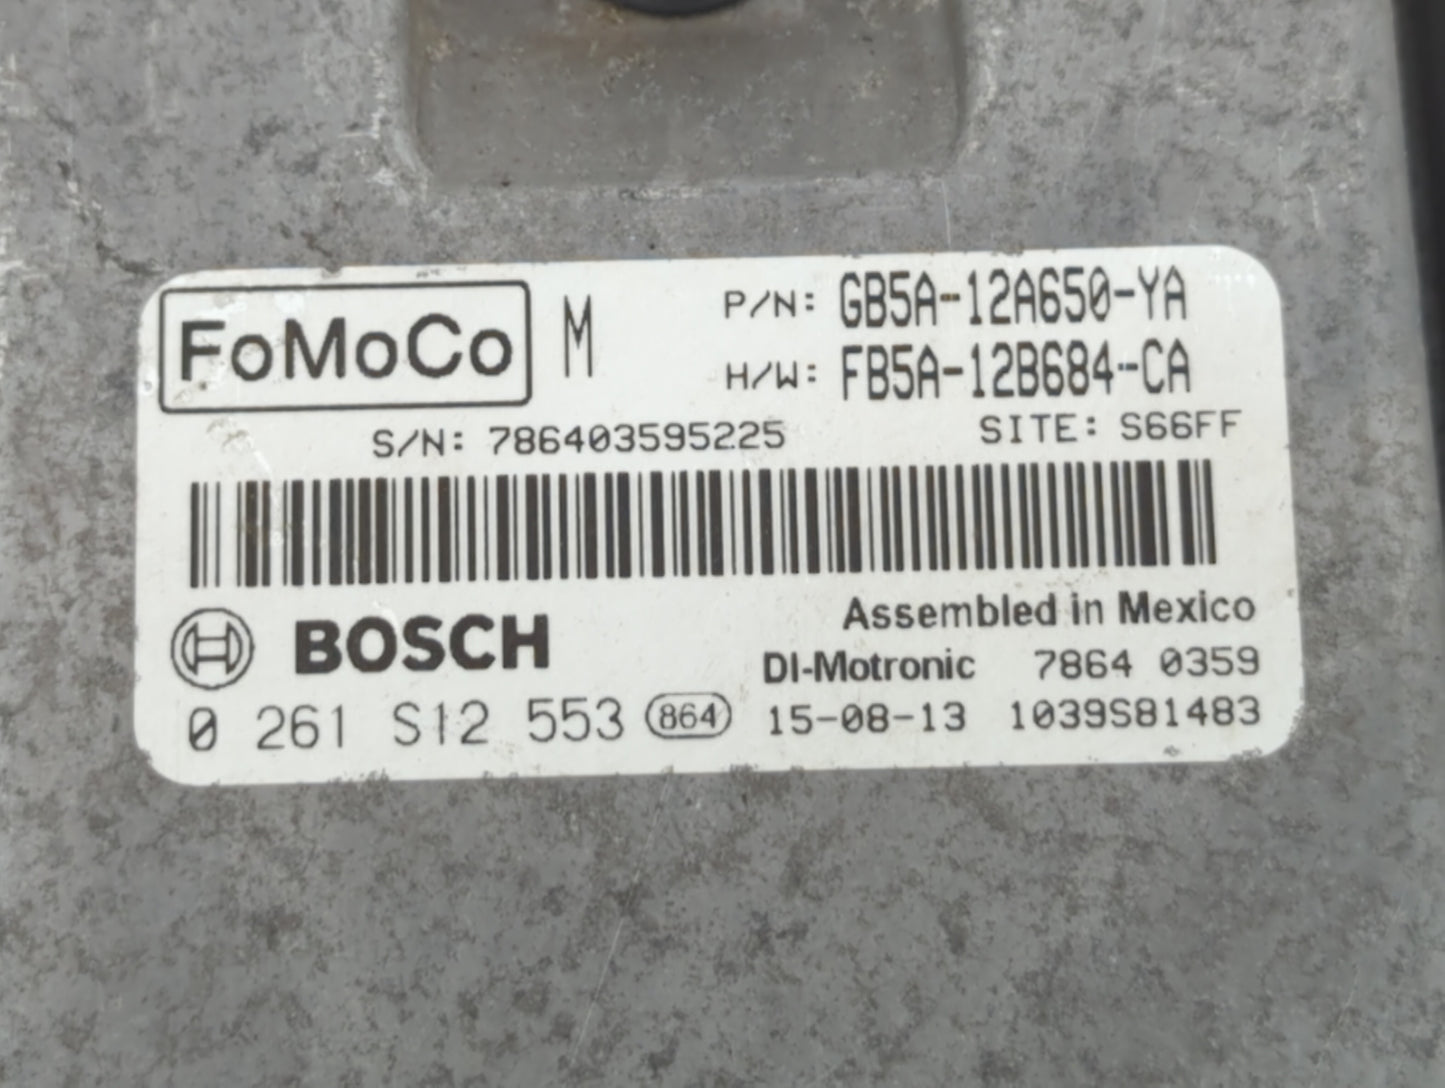 FoMoCo M P/N: GB5A-12A650-YA
H/W: FB5A-12B684-CA
S/N: 786403595225 SITE: S66FF
Assembled in Mexico
BOSCH DI-Motronic 7864 0359
0 261 S12 553 864 15-08-13 1039S81483